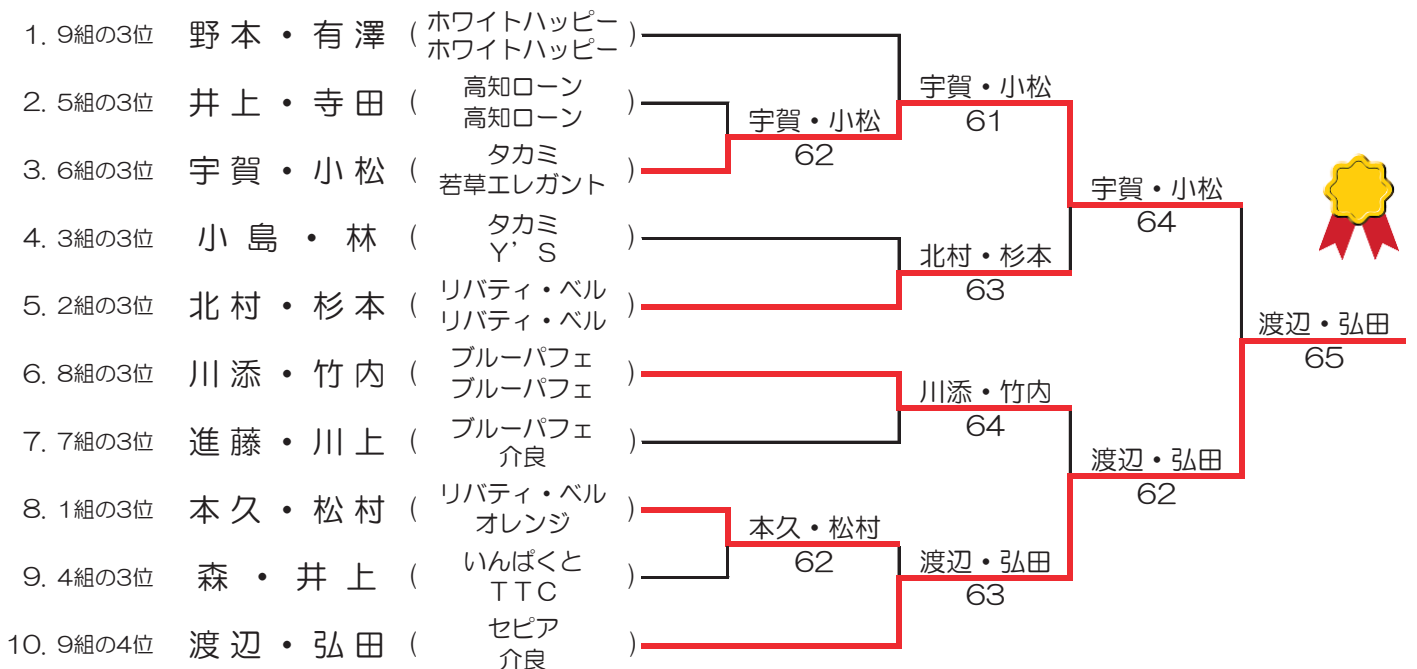 1. 9組の3位 野本・有澤 ( ホワイトハッピー
ホワイトハッピー )
2. 5組の3位 井上・寺田 ( 高知ローン
高知ローン )
3. 6組の3位 宇賀・小松 ( タカミ
若草エレガント )
4. 3組の3位 小島・林 ( タカミ
Y'S )
5. 2組の3位 北村・杉本 ( リバティ・ベル
リバティ・ベル )
6. 8組の3位 川添・竹内 ( ブルーパフェ
ブルーパフェ )
7. 7組の3位 進藤・川上 ( ブルーパフェ
介良 )
8. 1組の3位 本久・松村 ( リバティ・ベル
オレンジ )
9. 4組の3位 森・井上 ( いんぱくと
TTC )
10. 9組の4位 渡辺・弘田 ( セピア
介良 )
宇賀・小松
62
本久・松村
62
宇賀・小松
61
北村・杉本
63
川添・竹内
64
渡辺・弘田
63
宇賀・小松
64
渡辺・弘田
62
渡辺・弘田
65